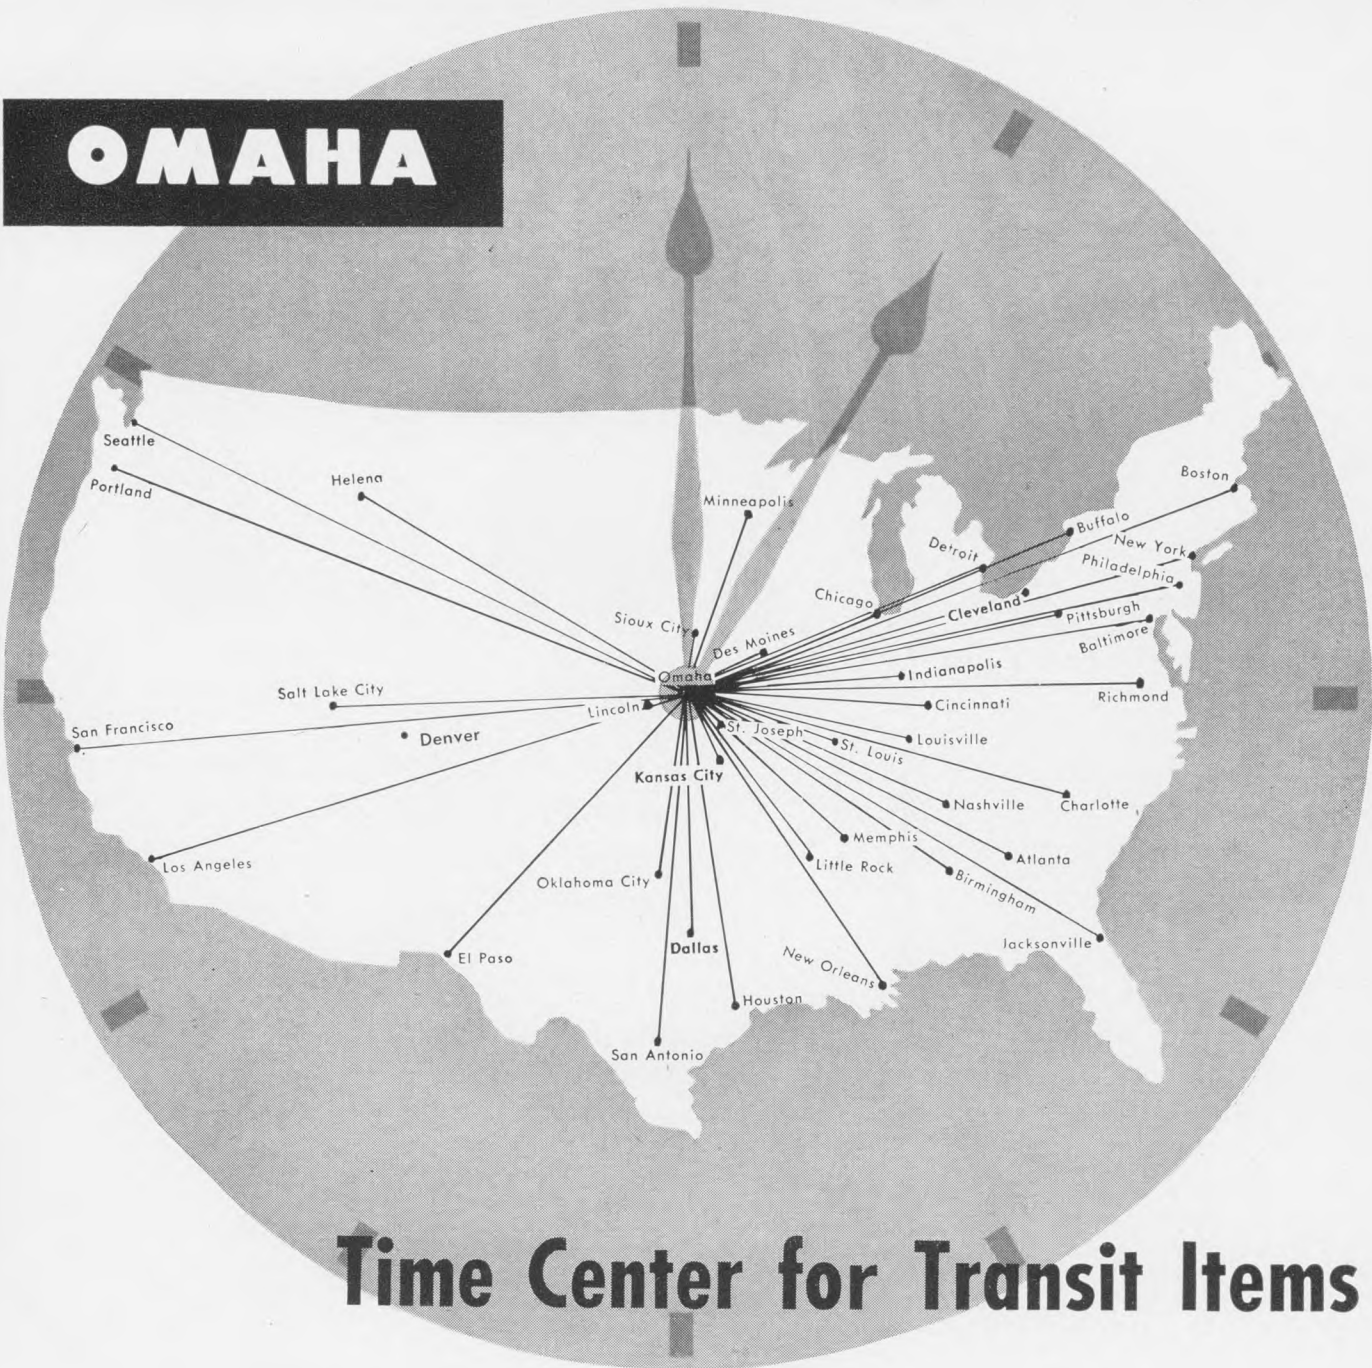 OMAHA
Seattle
Portland
Helena
Minneapolis
Boston
Buffalo
New York
Detroit
Philadelphia
Chicago
Cleveland
Pittsburgh
Baltimore
Sioux City
Des Moines
Omaha
Indianapolis
Richmond
Salt Lake City
Lincoln
Cincinnati
San Francisco
Denver
St. Joseph
St. Louis
Louisville
Kansas City
Nashville
Charlotte
Memphis
Los Angeles
Little Rock
Atlanta
Oklahoma City
Birmingham
Dallas
Jacksonville
El Paso
New Orleans
Houston
San Antonio
Time Center for Transit Items